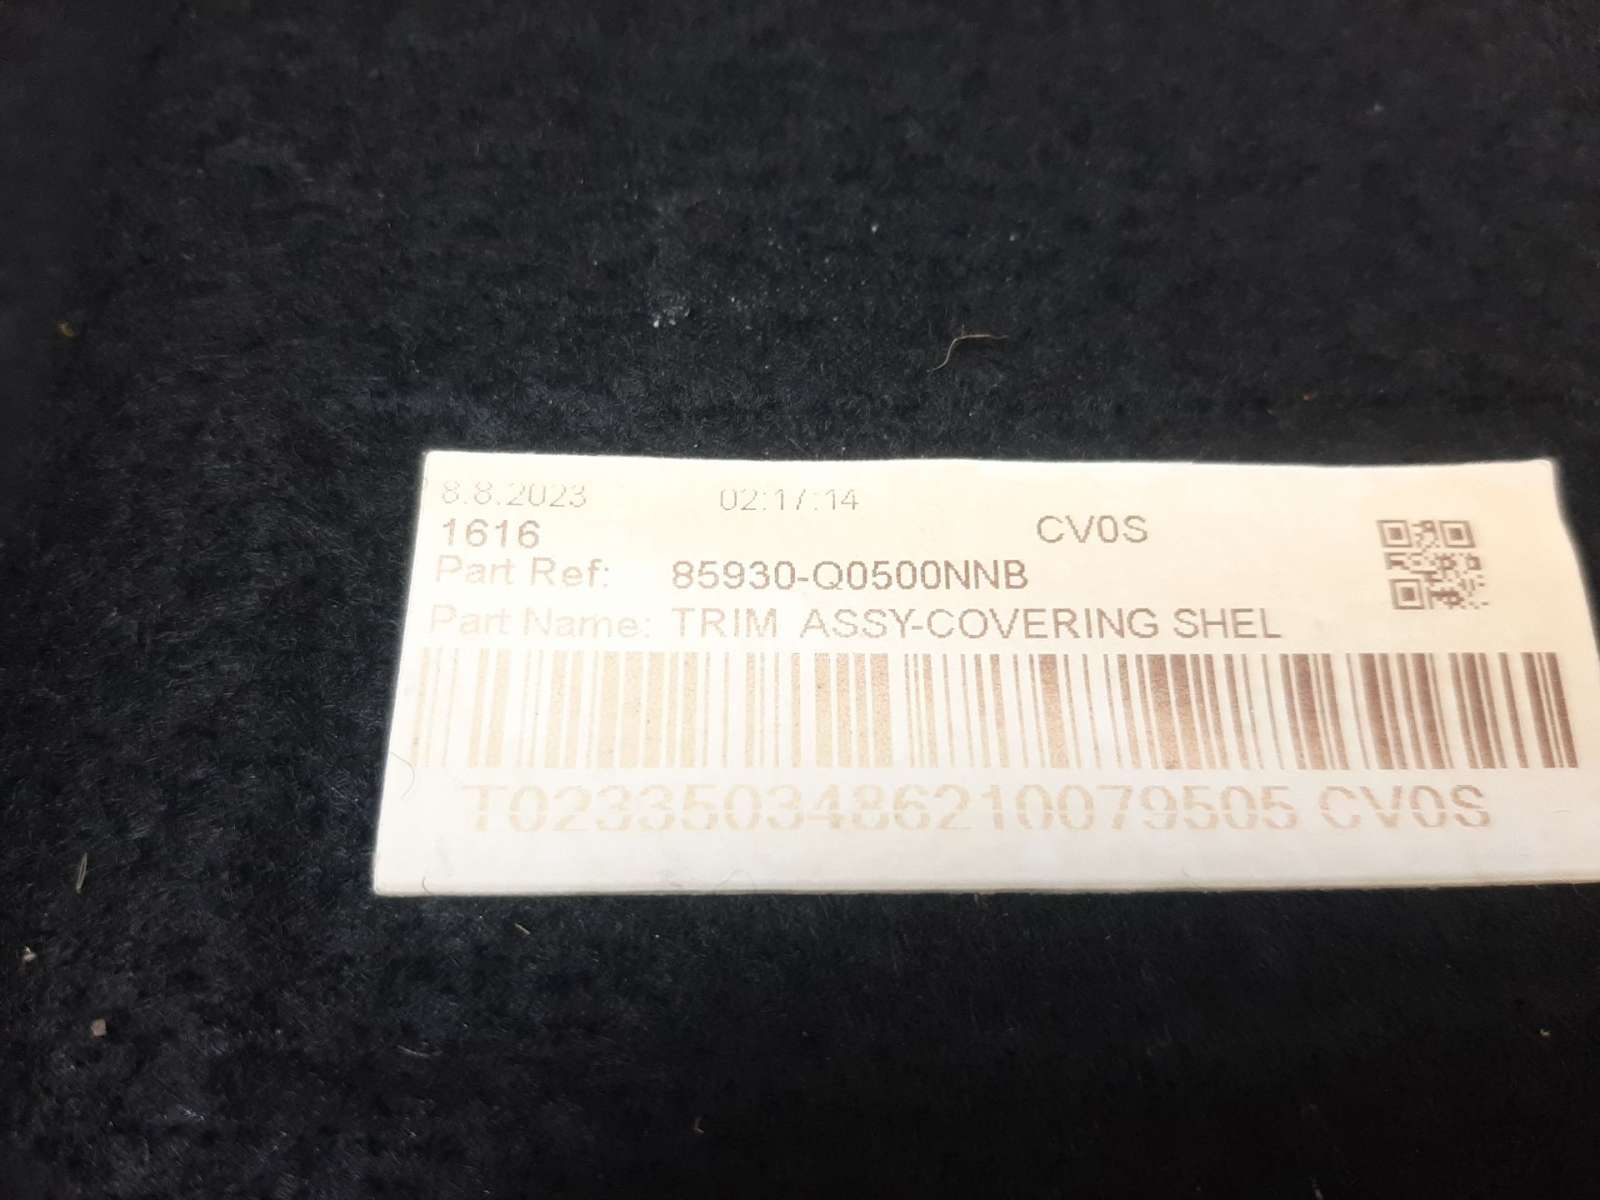 8.8.2023 02:17:14
1616 CV0S
Part Ref: 85930-Q0500NNB
Part Name: TRIM ASSY-COVERING SHEL
T023350348621007950​5 CV0S